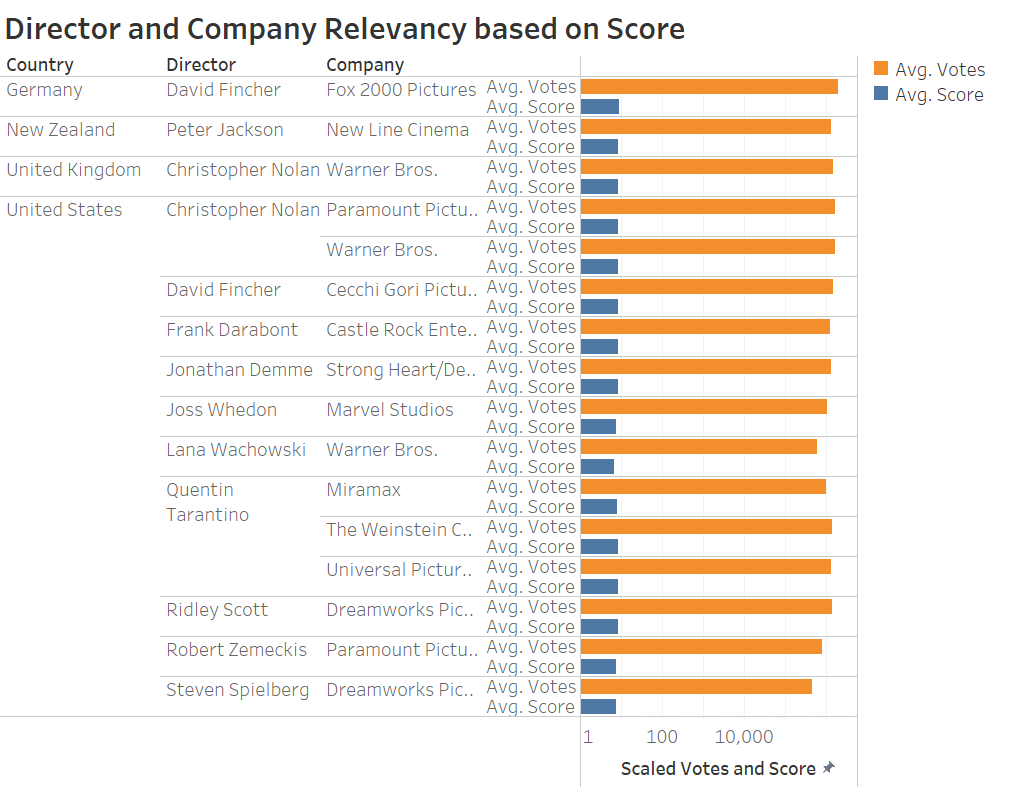 Director and Company Relevancy based on Score
Country Director Company
Avg. Votes
Avg. Score
Germany David Fincher Fox 2000 Pictures Avg. Votes
Avg. Score
New Zealand Peter Jackson New Line Cinema Avg. Votes
Avg. Score
United Kingdom Christopher Nolan Warner Bros. Avg. Votes
Avg. Score
United States Christopher Nolan Paramount Pictu.. Avg. Votes
Avg. Score
Warner Bros. Avg. Votes
Avg. Score
David Fincher Cecchi Gori Pictu.. Avg. Votes
Avg. Score
Frank Darabont Castle Rock Ente.. Avg. Votes
Avg. Score
Jonathan Demme Strong Heart/De.. Avg. Votes
Avg. Score
Joss Whedon Marvel Studios Avg. Votes
Avg. Score
Lana Wachowski Warner Bros. Avg. Votes
Avg. Score
Quentin Miramax Avg. Votes
Tarantino Avg. Score
The Weinstein C.. Avg. Votes
Avg. Score
Universal Pictur.. Avg. Votes
Avg. Score
Ridley Scott Dreamworks Pic.. Avg. Votes
Avg. Score
Robert Zemeckis Paramount Pictu.. Avg. Votes
Avg. Score
Steven Spielberg Dreamworks Pic.. Avg. Votes
Avg. Score
1 100 10,000
Scaled Votes and Score